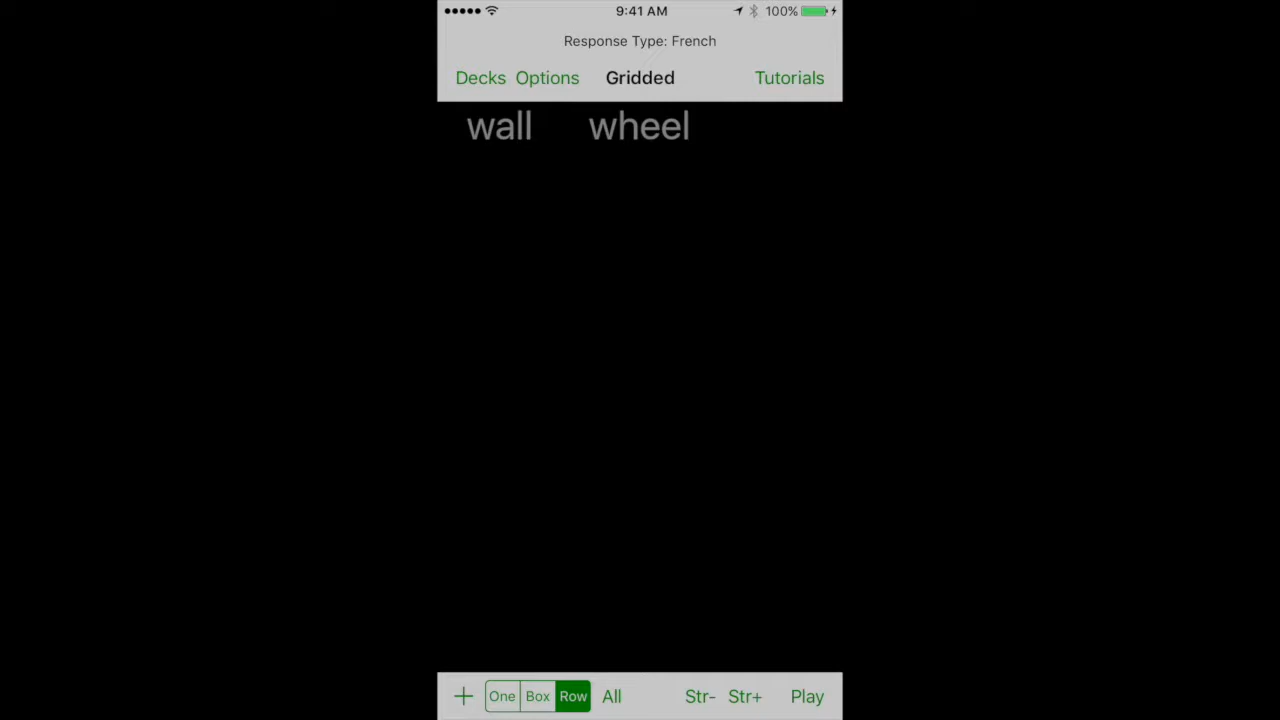 9:41 AM 100%
Response Type: French
Decks Options Gridded Tutorials
wall wheel
+ One Box Row All Str- Str+ Play